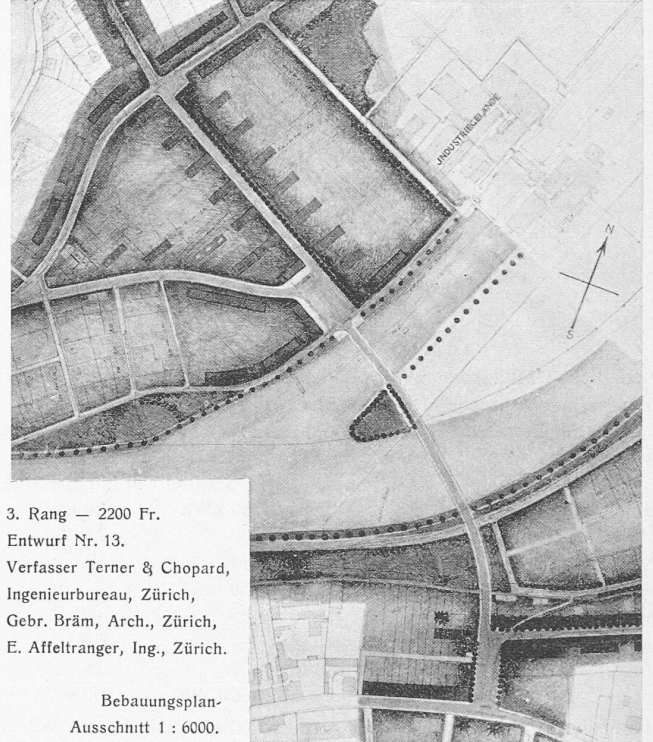 JNDUSTRIEGELÄNDE
N
S
3. Rang — 2200 Fr.
Entwurf Nr. 13.
Verfasser Terner & Chopard,
Ingenieurbureau, Zürich,
Gebr. Bräm, Arch., Zürich,
E. Affeltranger, Ing., Zürich.
Bebauungsplan-
Ausschnitt 1 : 6000.